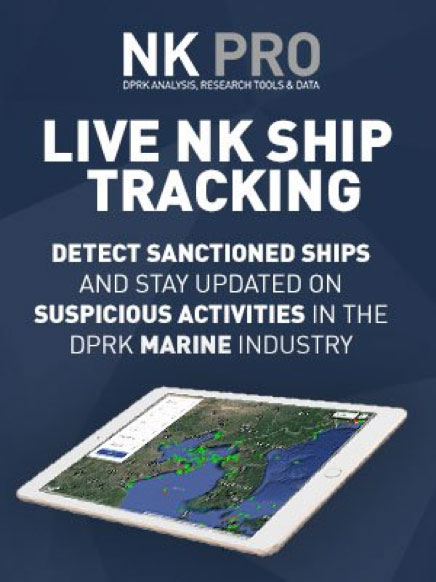 NK PRO
DPRK ANALYSIS, RESEARCH TOOLS & DATA
LIVE NK SHIP
TRACKING
DETECT SANCTIONED SHIPS
AND STAY UPDATED ON
SUSPICIOUS ACTIVITIES IN THE
DPRK MARINE INDUSTRY